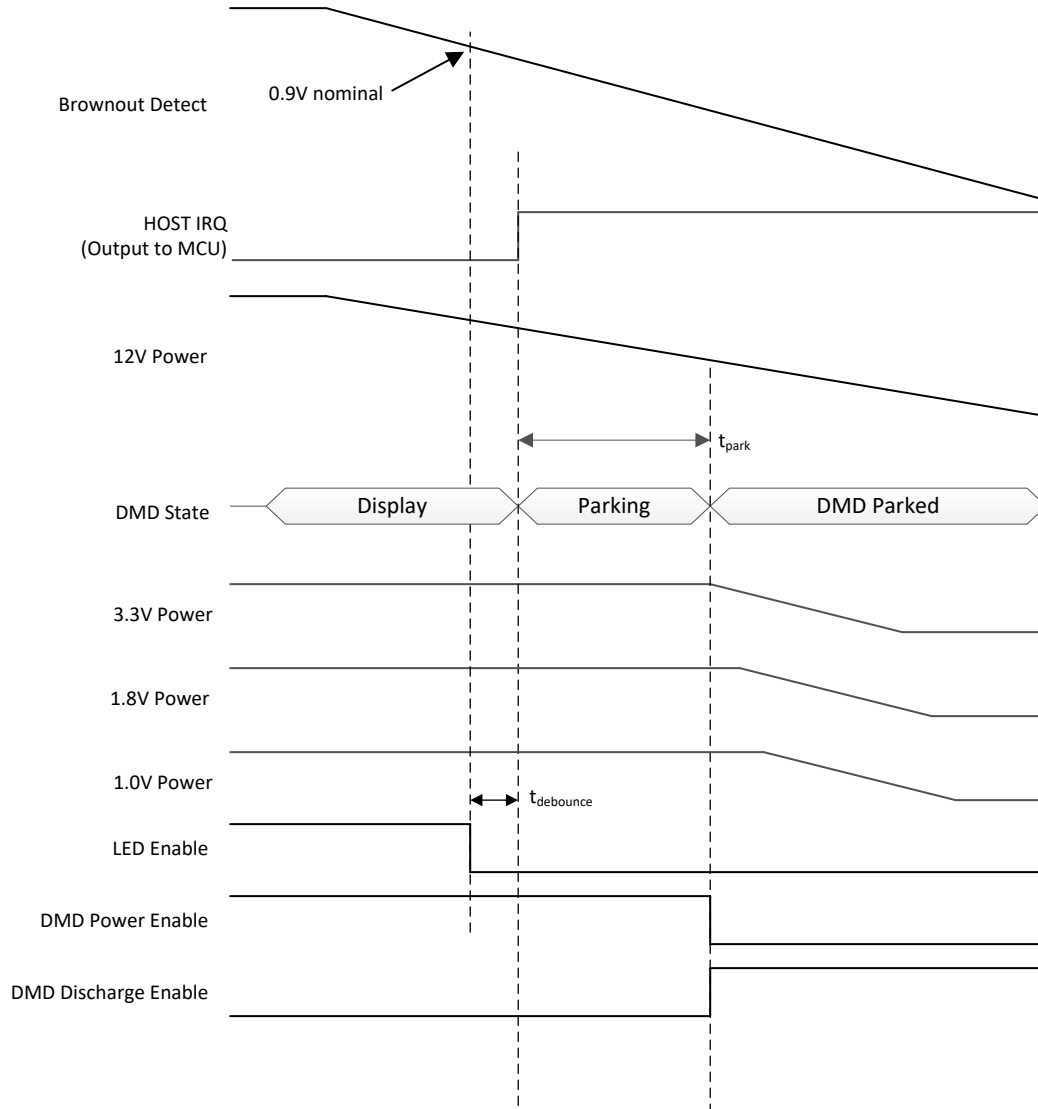 0.9V nominal
Brownout Detect
HOST IRQ
(Output to MCU)
12V Power
tpark
DMD State
Display
Parking
DMD Parked
3.3V Power
1.8V Power
1.0V Power
tdebounce
LED Enable
DMD Power Enable
DMD Discharge Enable